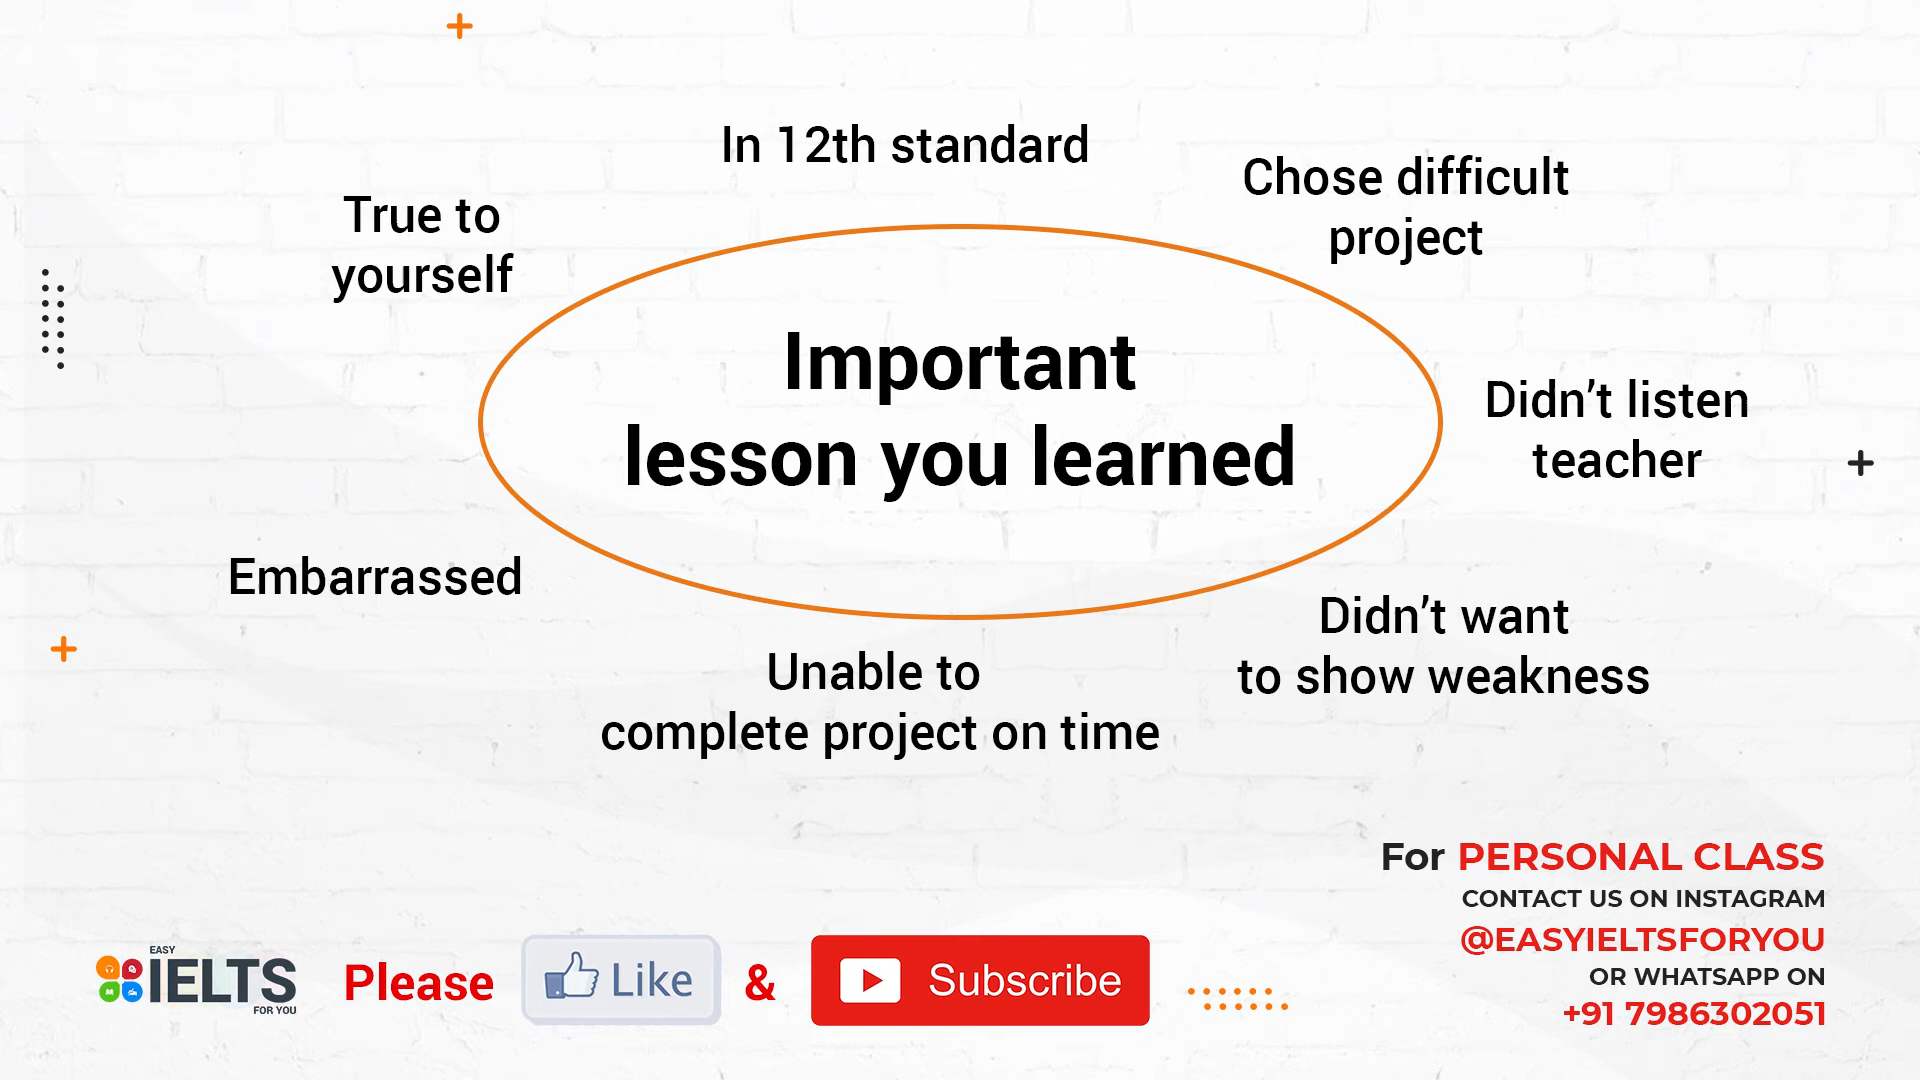 In 12th standard
Chose difficult
project
True to
yourself
Important
lesson you learned
Didn't listen
teacher
Embarrassed
Didn't want
to show weakness
Unable to
complete project on time
For PERSONAL CLASS
CONTACT US ON INSTAGRAM
@EASYIELTSFORYOU
OR WHATSAPP ON
+91 7986302051
EASY
IELTS
FOR YOU
Please Like & Subscribe